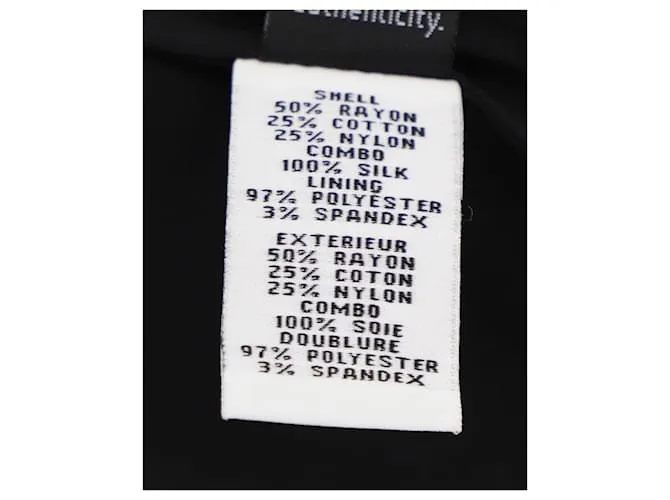 authenticity.
SHELL
50% RAYON
25% COTTON
25% NYLON
COMBO
100% SILK
LINING
97% POLYESTER
3% SPANDEX
EXTERIEUR
50% RAYON
25% COTON
25% NYLON
COMBO
100% SOIE
DOUBLURE
97% POLYESTER
3% SPANDEX